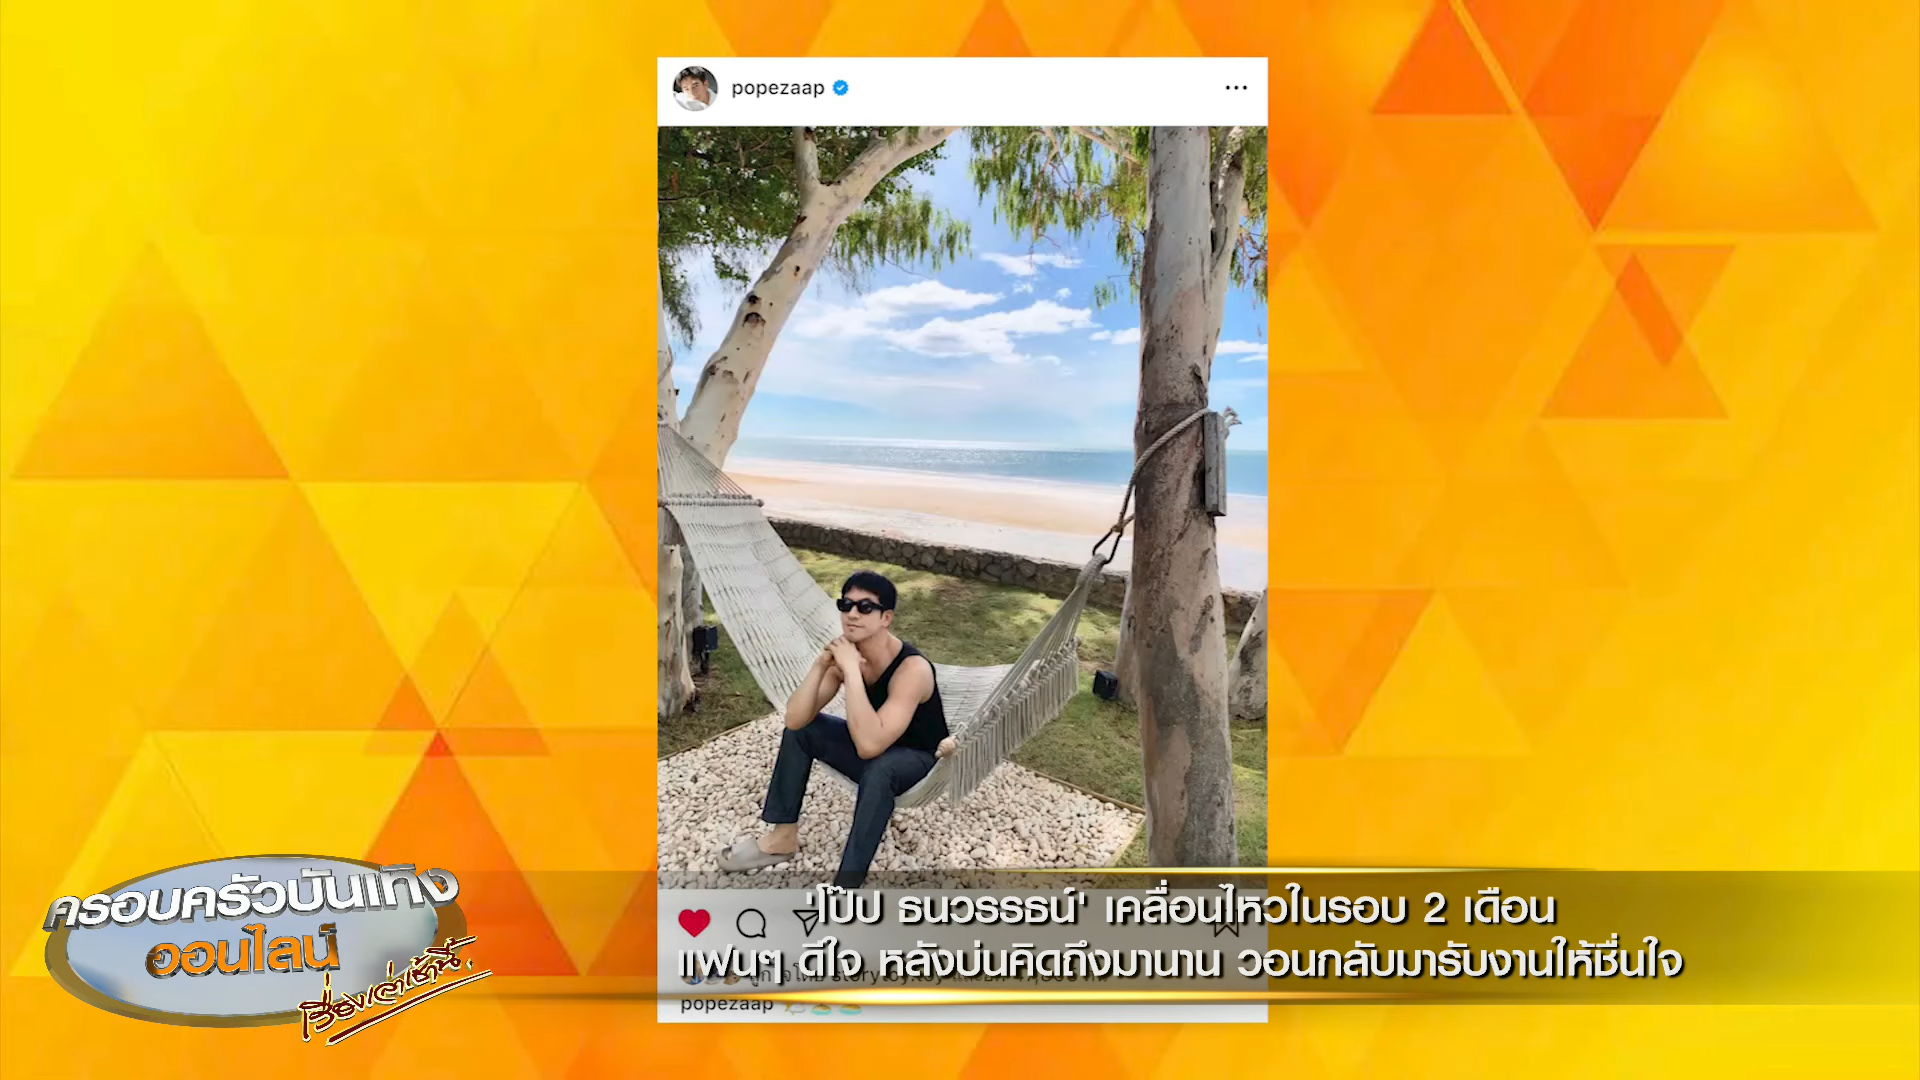 popezaap
'โป๊ป ธนวรรธน์' เคลื่อนไหวในรอบ 2 เดือน
แฟนๆ ดีใจ หลังบ่นคิดถึงมานาน วอนกลับมารับงานให้ชื่นใจ
popezaap
ครอบครัวบันเทิง
ออนไลน์
เรื่องเล่าเช้านี้